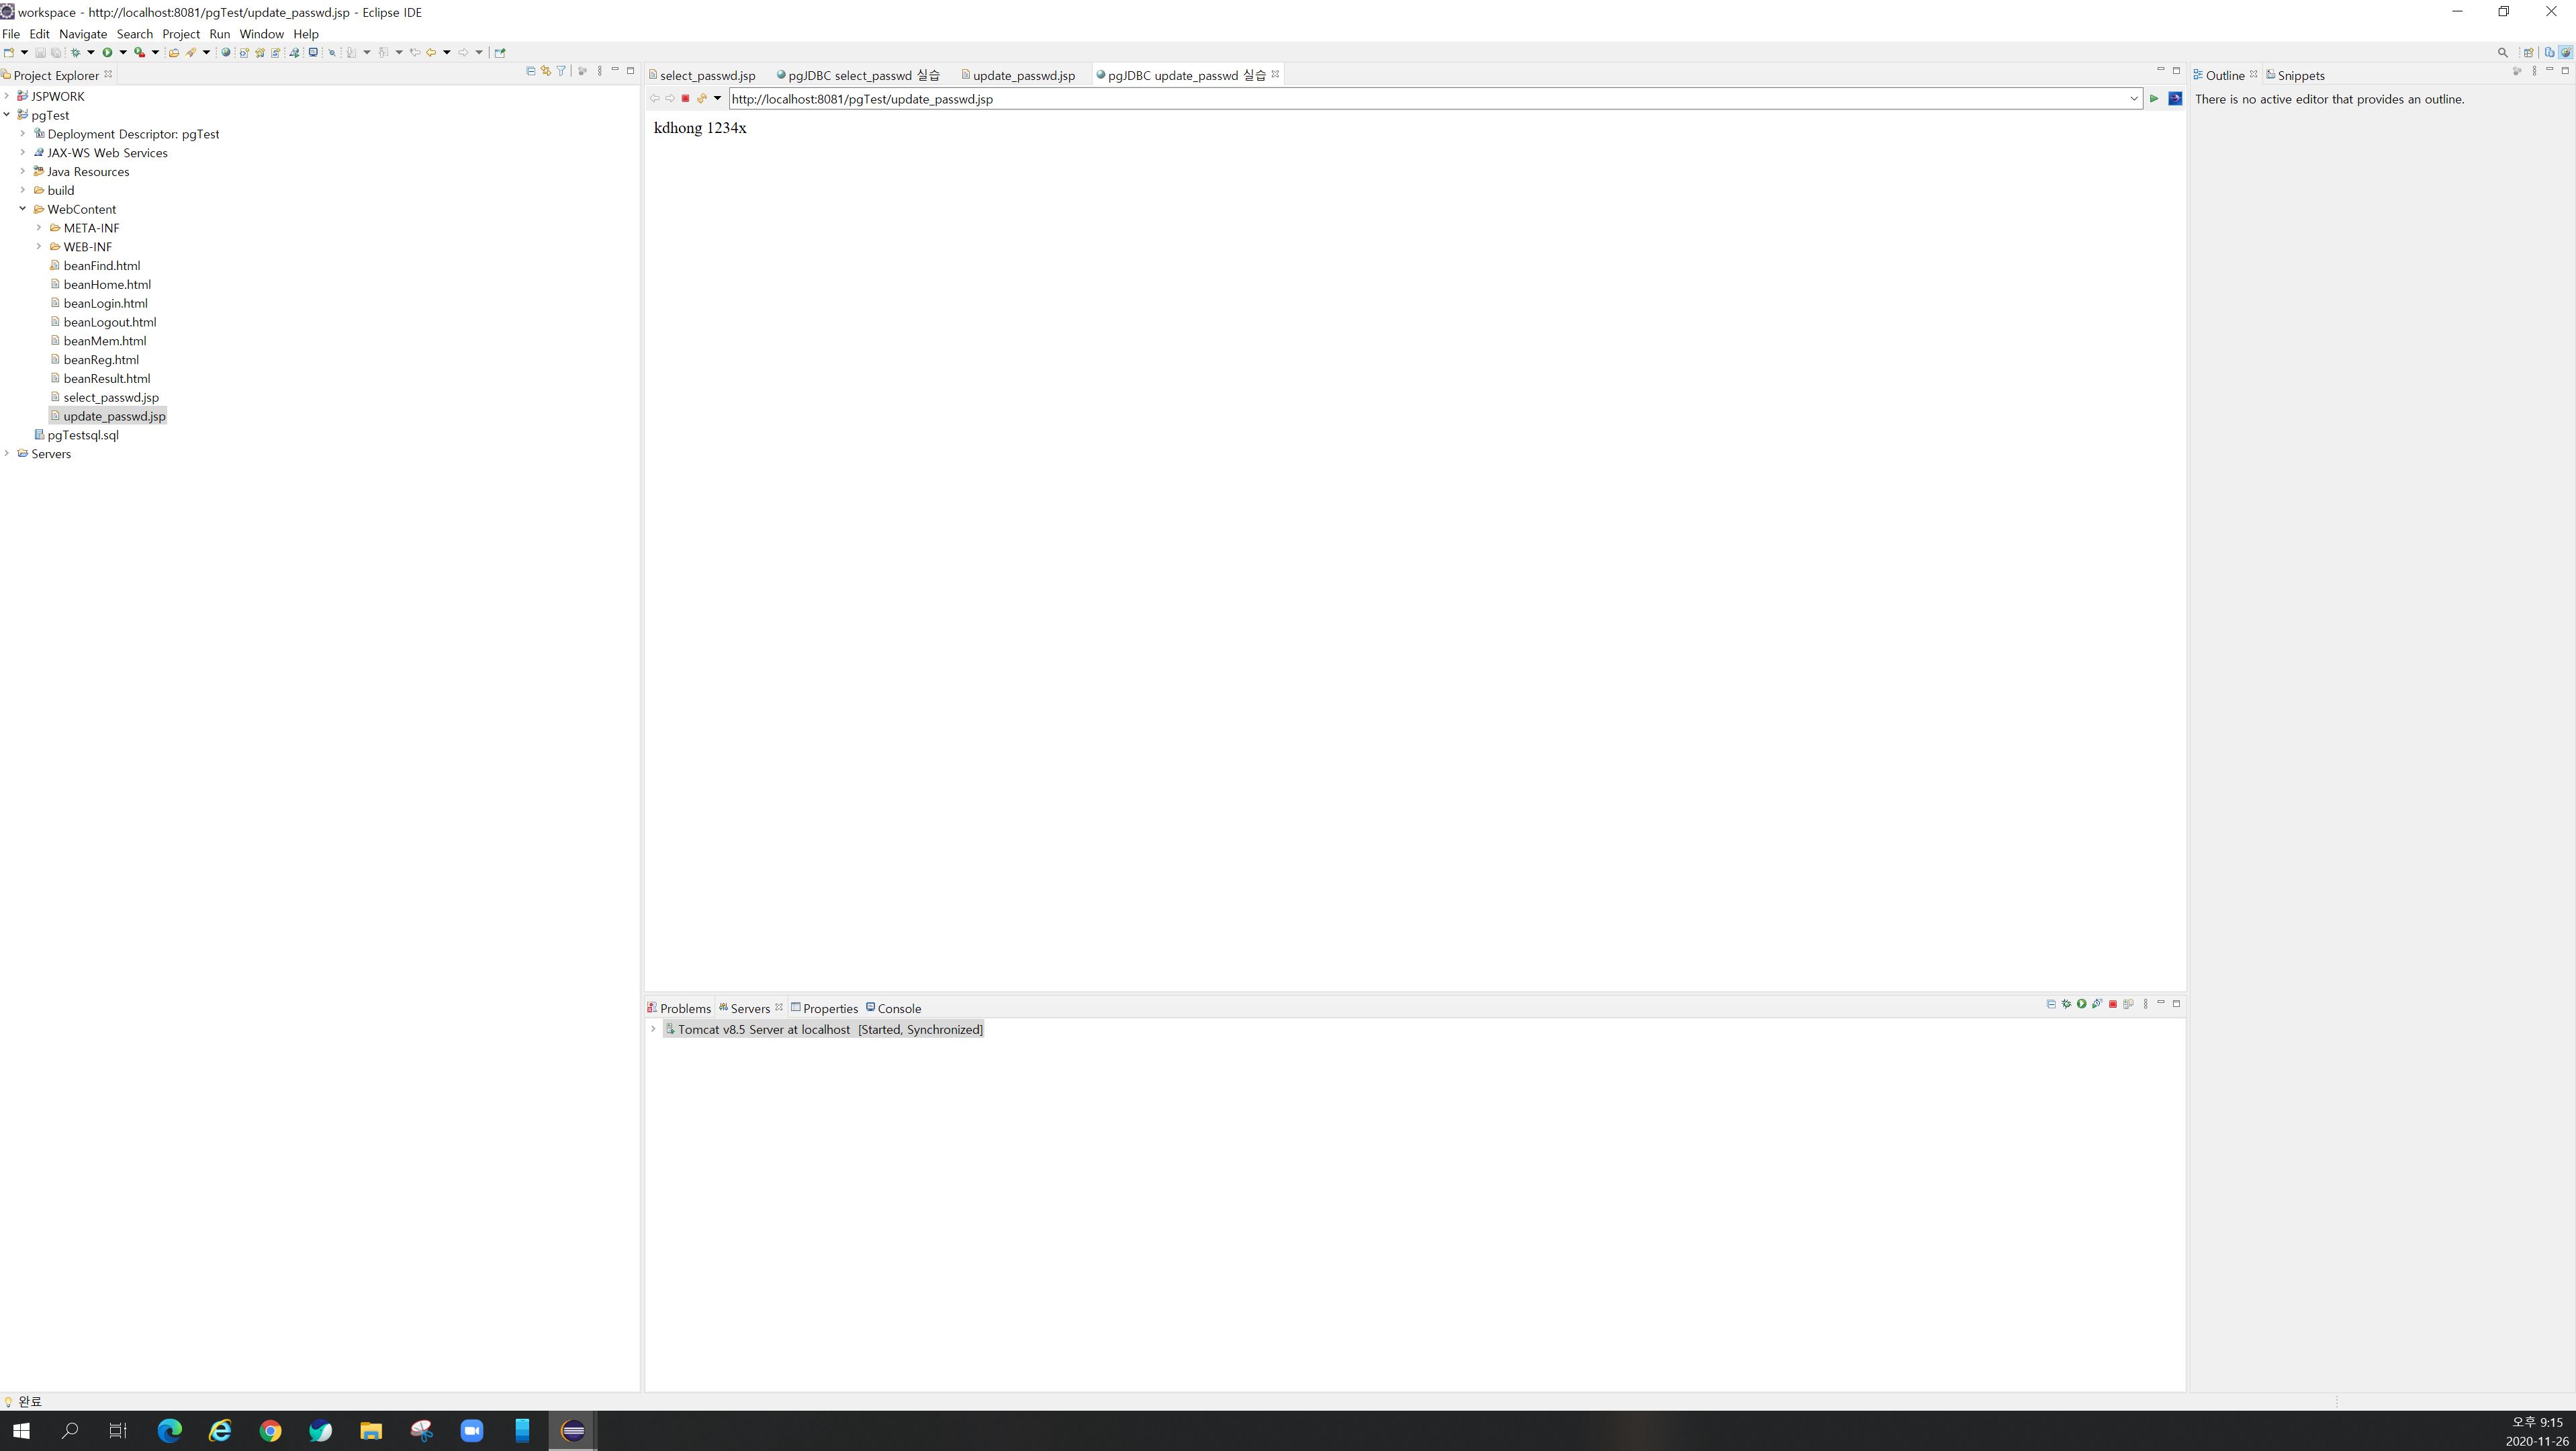 workspace - http://localhost:8081/pgTest/update_passwd.jsp - Eclipse IDE
File Edit Navigate Search Project Run Window Help
Project Explorer
JSPWORK
pgTest
Deployment Descriptor: pgTest
JAX-WS Web Services
Java Resources
build
WebContent
META-INF
WEB-INF
beanFind.html
beanHome.html
beanLogin.html
beanLogout.html
beanMem.html
beanReg.html
beanResult.html
select_passwd.jsp
update_passwd.jsp
pgTestsql.sql
Servers
select_passwd.jsp pgJDBC select_passwd 실습 update_passwd.jsp pgJDBC update_passwd 실습
http://localhost:8081/pgTest/update_passwd.jsp
kdhong 1234x
Outline Snippets
There is no active editor that provides an outline.
Problems Servers Properties Console
Tomcat v8.5 Server at localhost [Started, Synchronized]
완료
오후 9:15
2020-11-26